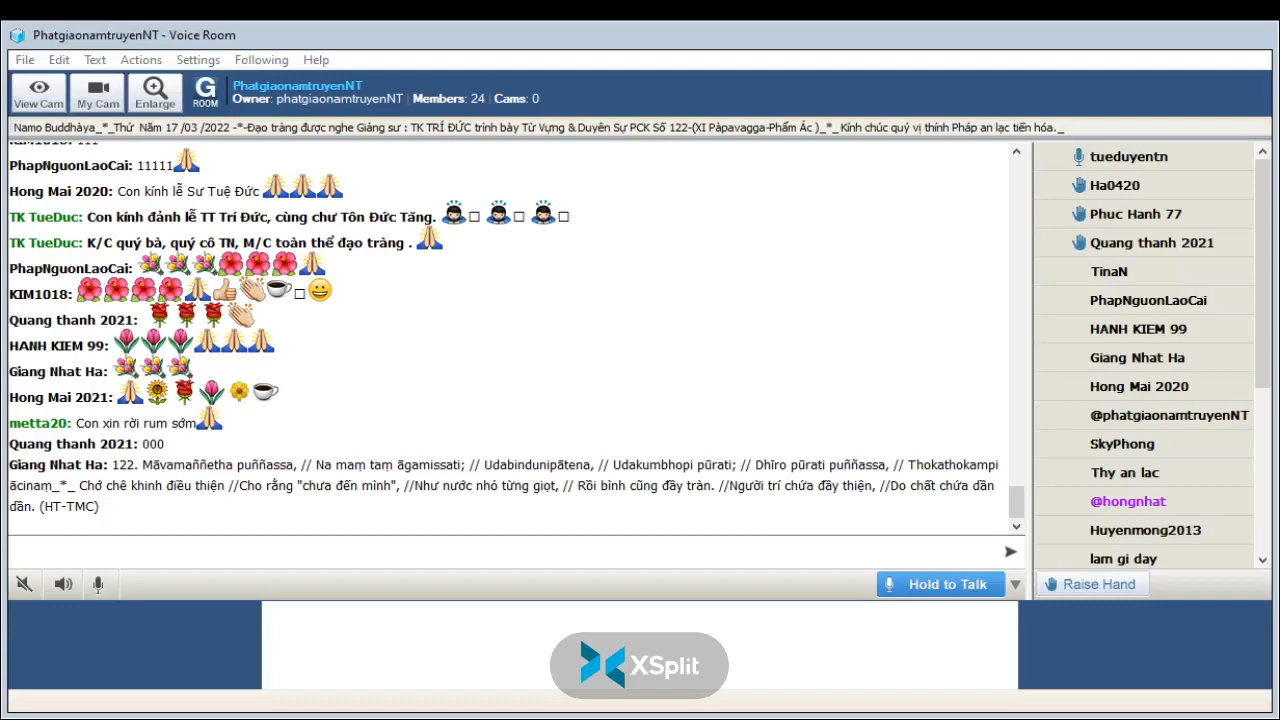 PhatgiaonamtruyenNT - Voice Room
File Edit Text Actions Settings Following Help
View Cam My Cam Enlarge G ROOM
PhatgiaonamtruyenNT
Owner: phatgiaonamtruyenNT | Members: 24 | Cams: 0
Namo Buddhàya_*_Thứ Năm 17 /03 /2022 -*-Đạo tràng được nghe Giảng sư : TK TRÍ ĐỨC trình bày Từ Vựng & Duyên Sự PCK Số 122-(XI Pàpavagga-Phẩm Ác )_*_ Kính chúc quý vị thính Pháp an lạc tiến hóa._
KIM1018: 111
PhapNguonLaoCai: 11111🙏
Hong Mai 2020: Con kính lễ Sư Tuệ Đức 🙏🙏🙏
TK TueDuc: Con kính đảnh lễ TT Trí Đức, cùng chư Tôn Đức Tăng. 🙇□ 🙇□ 🙇□
TK TueDuc: K/C quý bà, quý cô TN, M/C toàn thể đạo tràng . 🙏
PhapNguonLaoCai: 💐💐💐🌺🌺🌺🙏
KIM1018: 🌺🌺🌺🌺🙏👍👏☕□😀
Quang thanh 2021: 🌹🌹🌹👏
HANH KIEM 99: 🌷🌷🌷🙏🙏🙏
Giang Nhat Ha: 💐💐💐
Hong Mai 2021: 🙏🌻🌹🌷🌼☕
metta20: Con xin rời rum sớm🙏
Quang thanh 2021: 000
Giang Nhat Ha: 122. Māvamaññetha puññassa, // Na maṃ taṃ āgamissati; // Udabindunipātena, // Udakumbhopi pūrati; // Dhīro pūrati puññassa, // Thokathokampi
ācinaṃ_*_ Chớ chê khinh điều thiện //Cho rằng "chưa đến mình", //Như nước nhỏ từng giọt, // Rồi bình cũng đầy tràn. //Người trí chứa đầy thiện, //Do chất chứa dần
dần. (HT-TMC)
tueduyentn
Ha0420
Phuc Hanh 77
Quang thanh 2021
TinaN
PhapNguonLaoCai
HANH KIEM 99
Giang Nhat Ha
Hong Mai 2020
@phatgiaonamtruyenNT
SkyPhong
Thy an lac
@hongnhat
Huyenmong2013
lam gi day
Hold to Talk
Raise Hand
XSplit